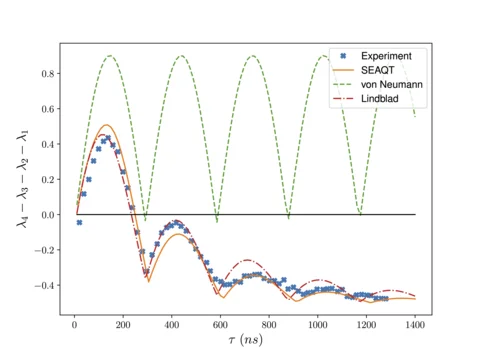 Experiment
SEAQT
von Neumann
Lindblad
0.8
0.6
0.4
0.2
0.0
−0.2
−0.4
λ₄ − λ₃ − λ₂ − λ₁
0 200 400 600 800 1000 1200 1400
τ (ns)